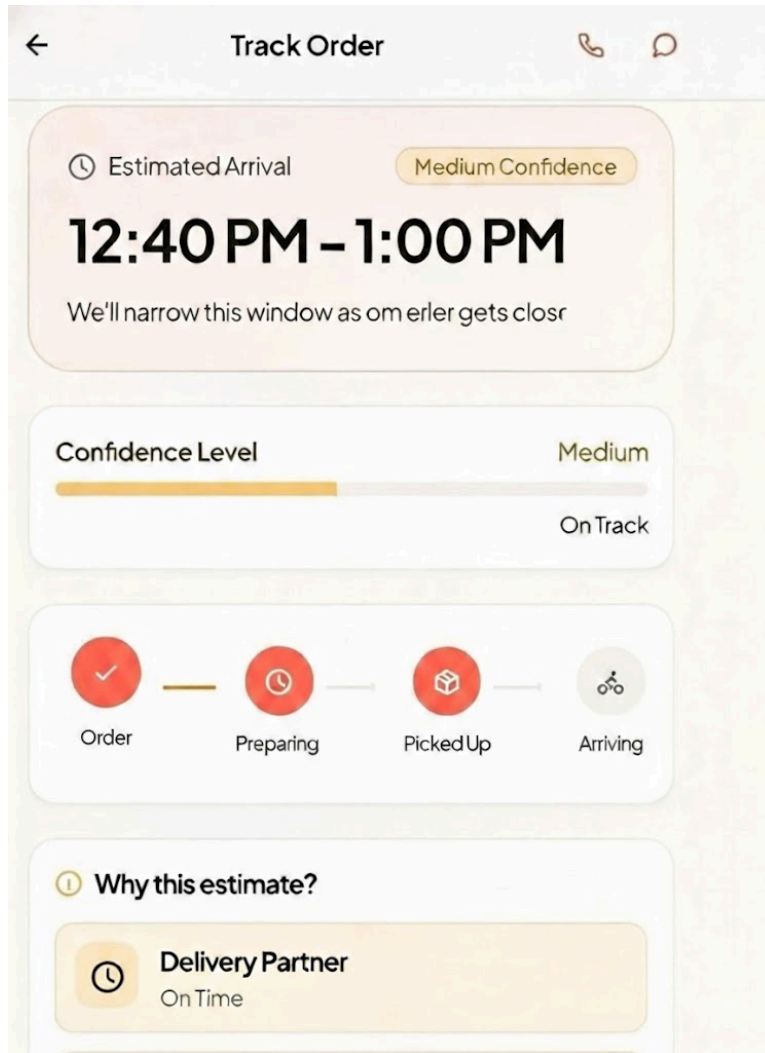 Track Order
Estimated Arrival
Medium Confidence
12:40 PM – 1:00 PM
We'll narrow this window as om erler gets closr
Confidence Level
Medium
On Track
Order
Preparing
Picked Up
Arriving
Why this estimate?
Delivery Partner
On Time